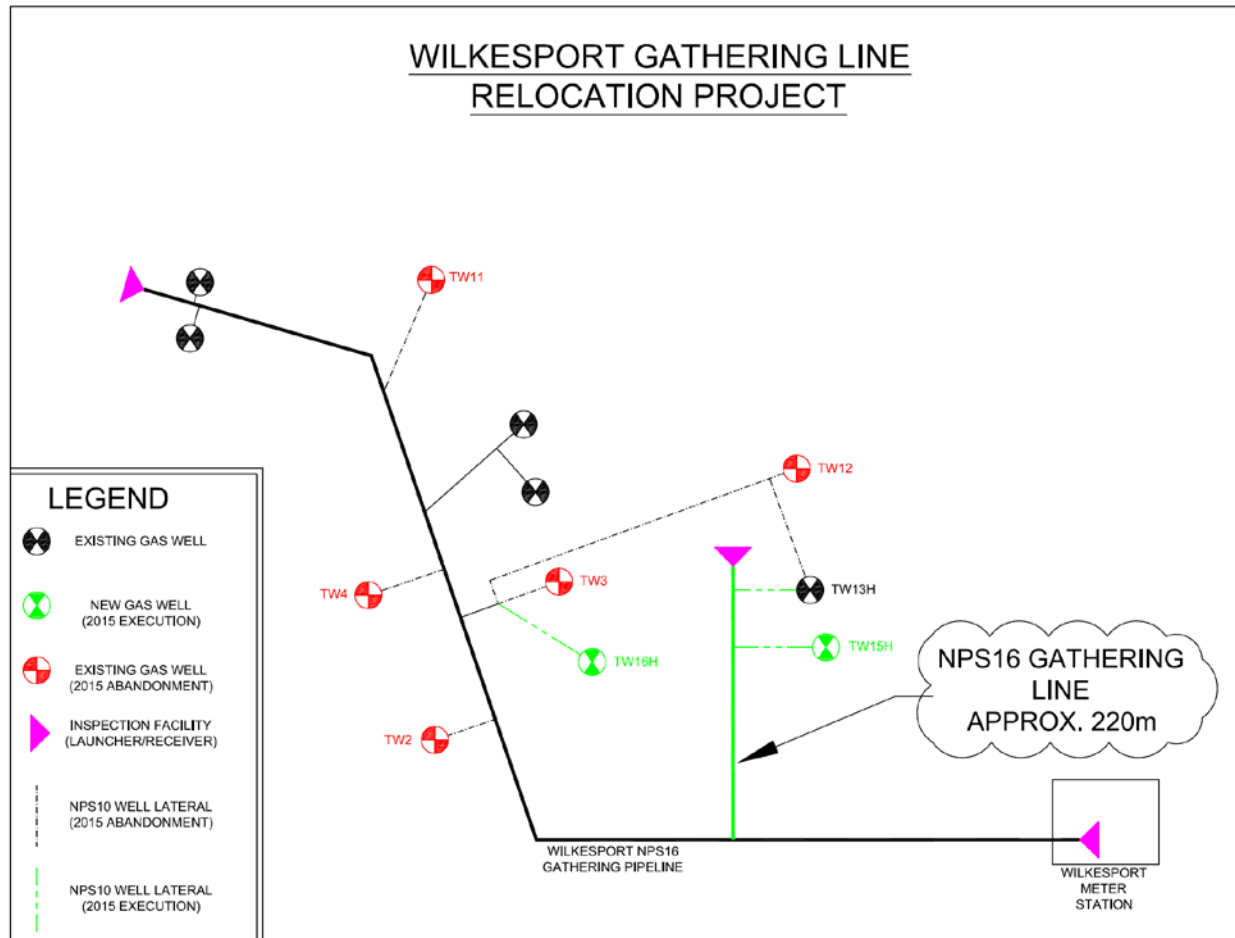 WILKESPORT GATHERING LINE
RELOCATION PROJECT
TW11
TW12
TW3
TW4
TW13H
TW16H
TW15H
TW2
NPS16 GATHERING
LINE
APPROX. 220m
WILKESPORT NPS16
GATHERING PIPELINE
WILKESPORT
METER
STATION
LEGEND
EXISTING GAS WELL
NEW GAS WELL
(2015 EXECUTION)
EXISTING GAS WELL
(2015 ABANDONMENT)
INSPECTION FACILITY
(LAUNCHER/RECEIVER)
NPS10 WELL LATERAL
(2015 ABANDONMENT)
NPS10 WELL LATERAL
(2015 EXECUTION)